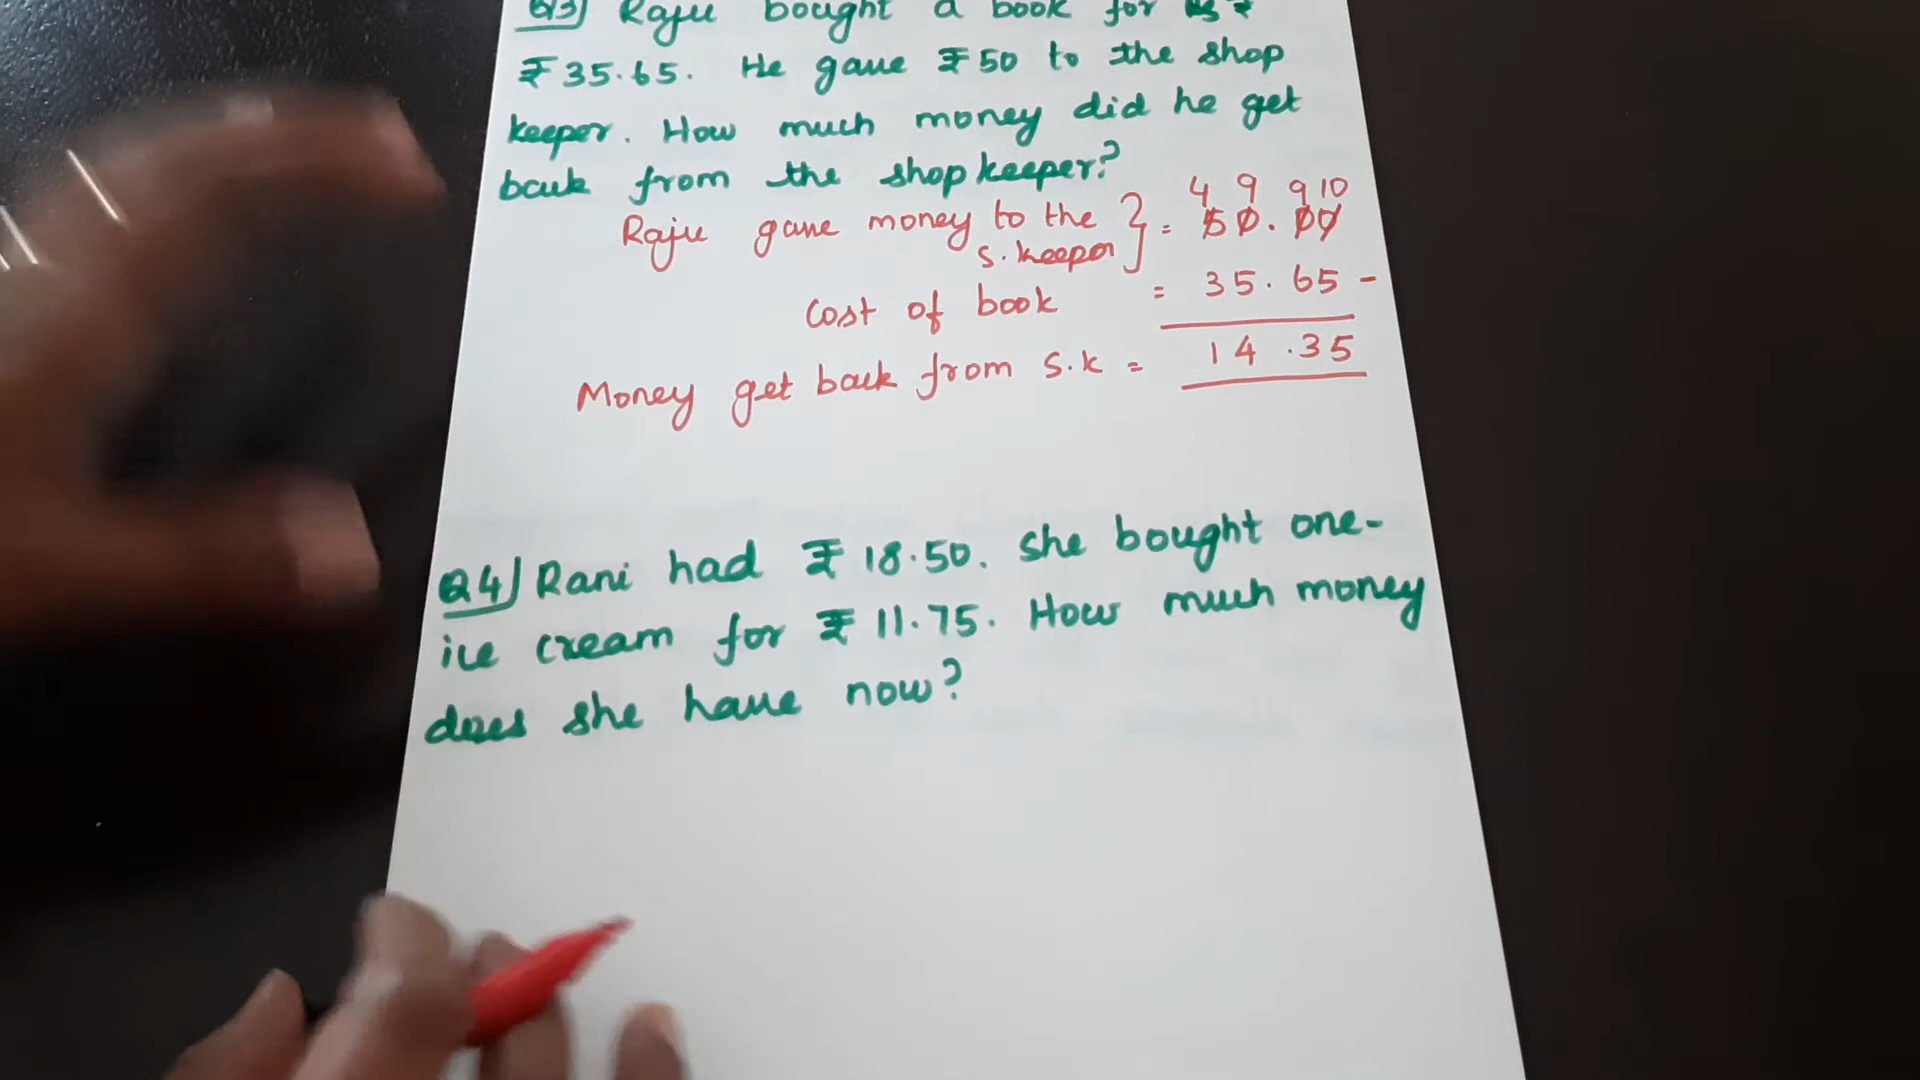 Q3) Raju bought a book for Rs ₹
₹35.65. He gave ₹50 to the shop
keeper. How much money did he get
back from the shopkeeper?
4 9 9 10
Raju gave money to the } = 50.00
s.keeper
Cost of book = 35.65 -
Money get back from s.k = 14.35
Q4) Rani had ₹18.50. She bought one-
ice cream for ₹11.75. How much money
does she have now?